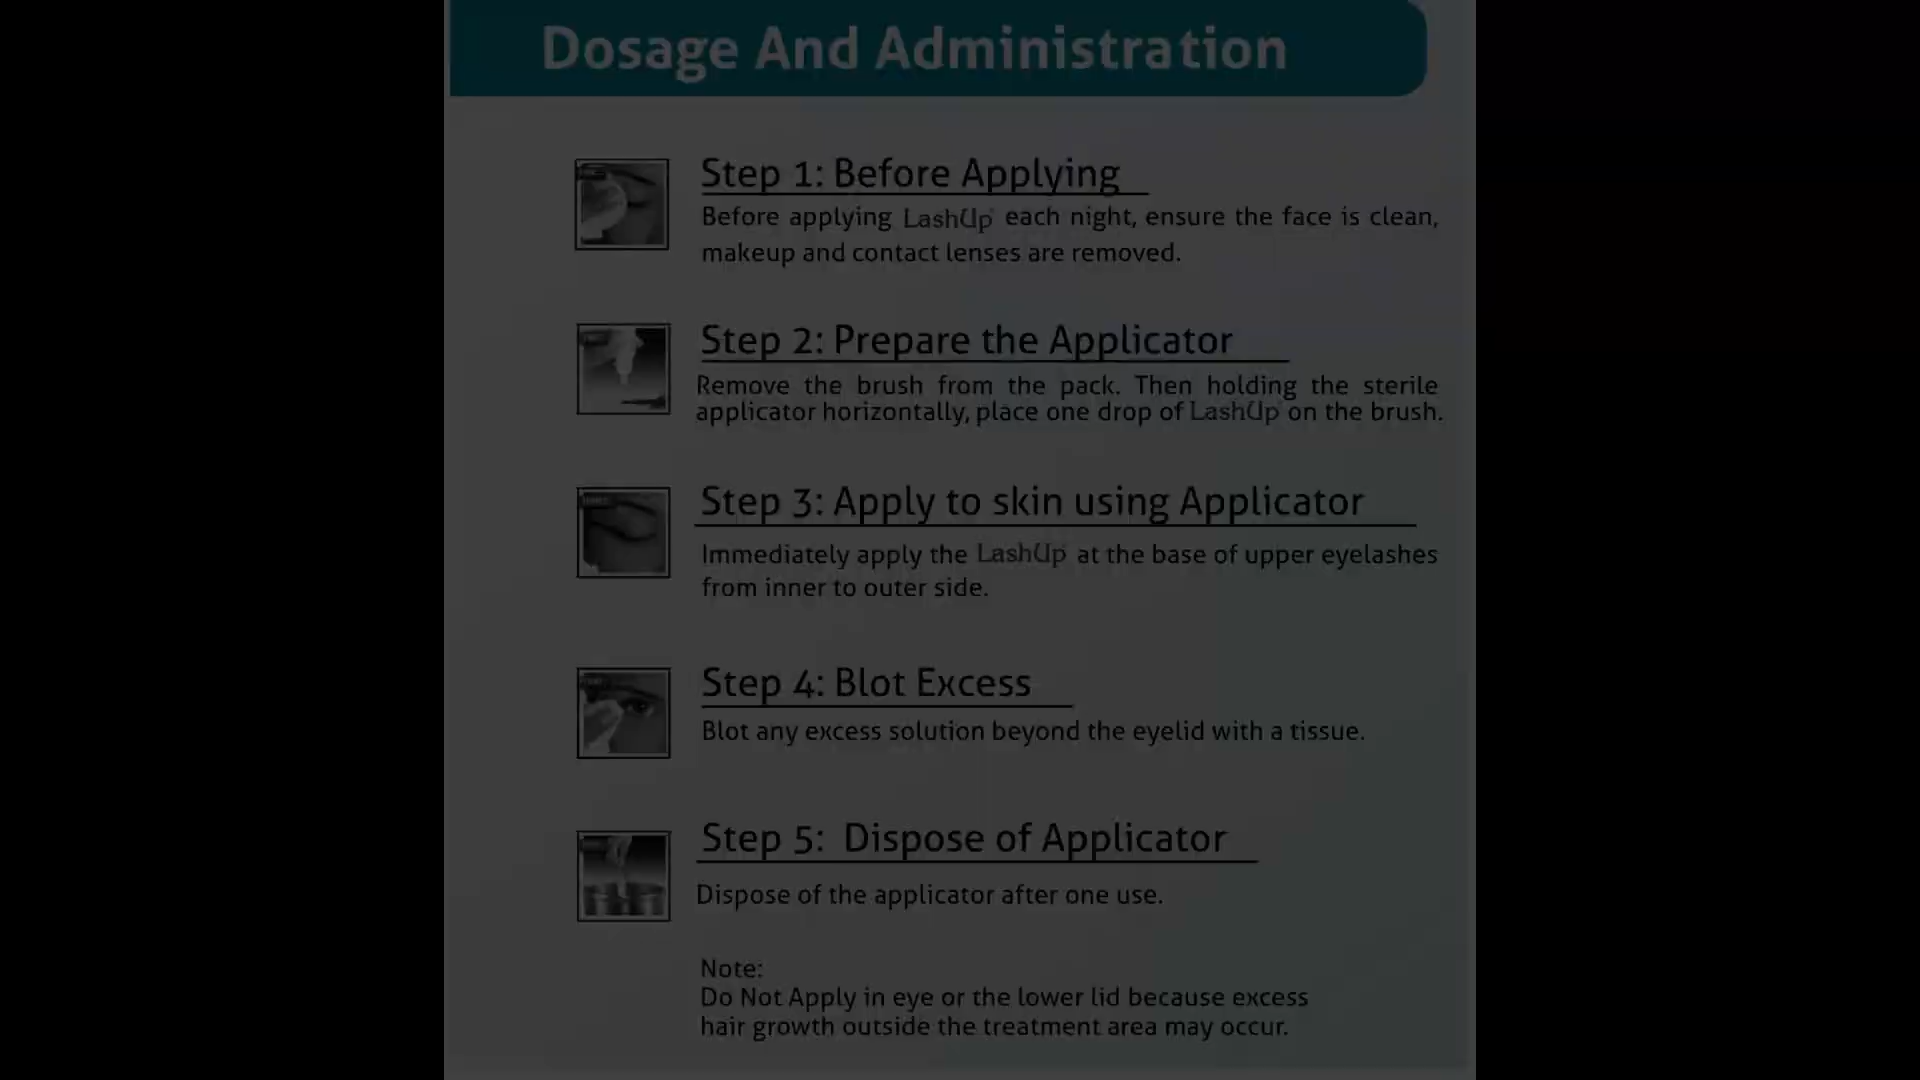 Dosage And Administration
Step 1: Before Applying
Before applying LashUp each night, ensure the face is clean,
makeup and contact lenses are removed.
Step 2: Prepare the Applicator
Remove the brush from the pack. Then holding the sterile
applicator horizontally, place one drop of LashUp on the brush.
Step 3: Apply to skin using Applicator
Immediately apply the LashUp at the base of upper eyelashes
from inner to outer side.
Step 4: Blot Excess
Blot any excess solution beyond the eyelid with a tissue.
Step 5: Dispose of Applicator
Dispose of the applicator after one use.
Note:
Do Not Apply in eye or the lower lid because excess
hair growth outside the treatment area may occur.